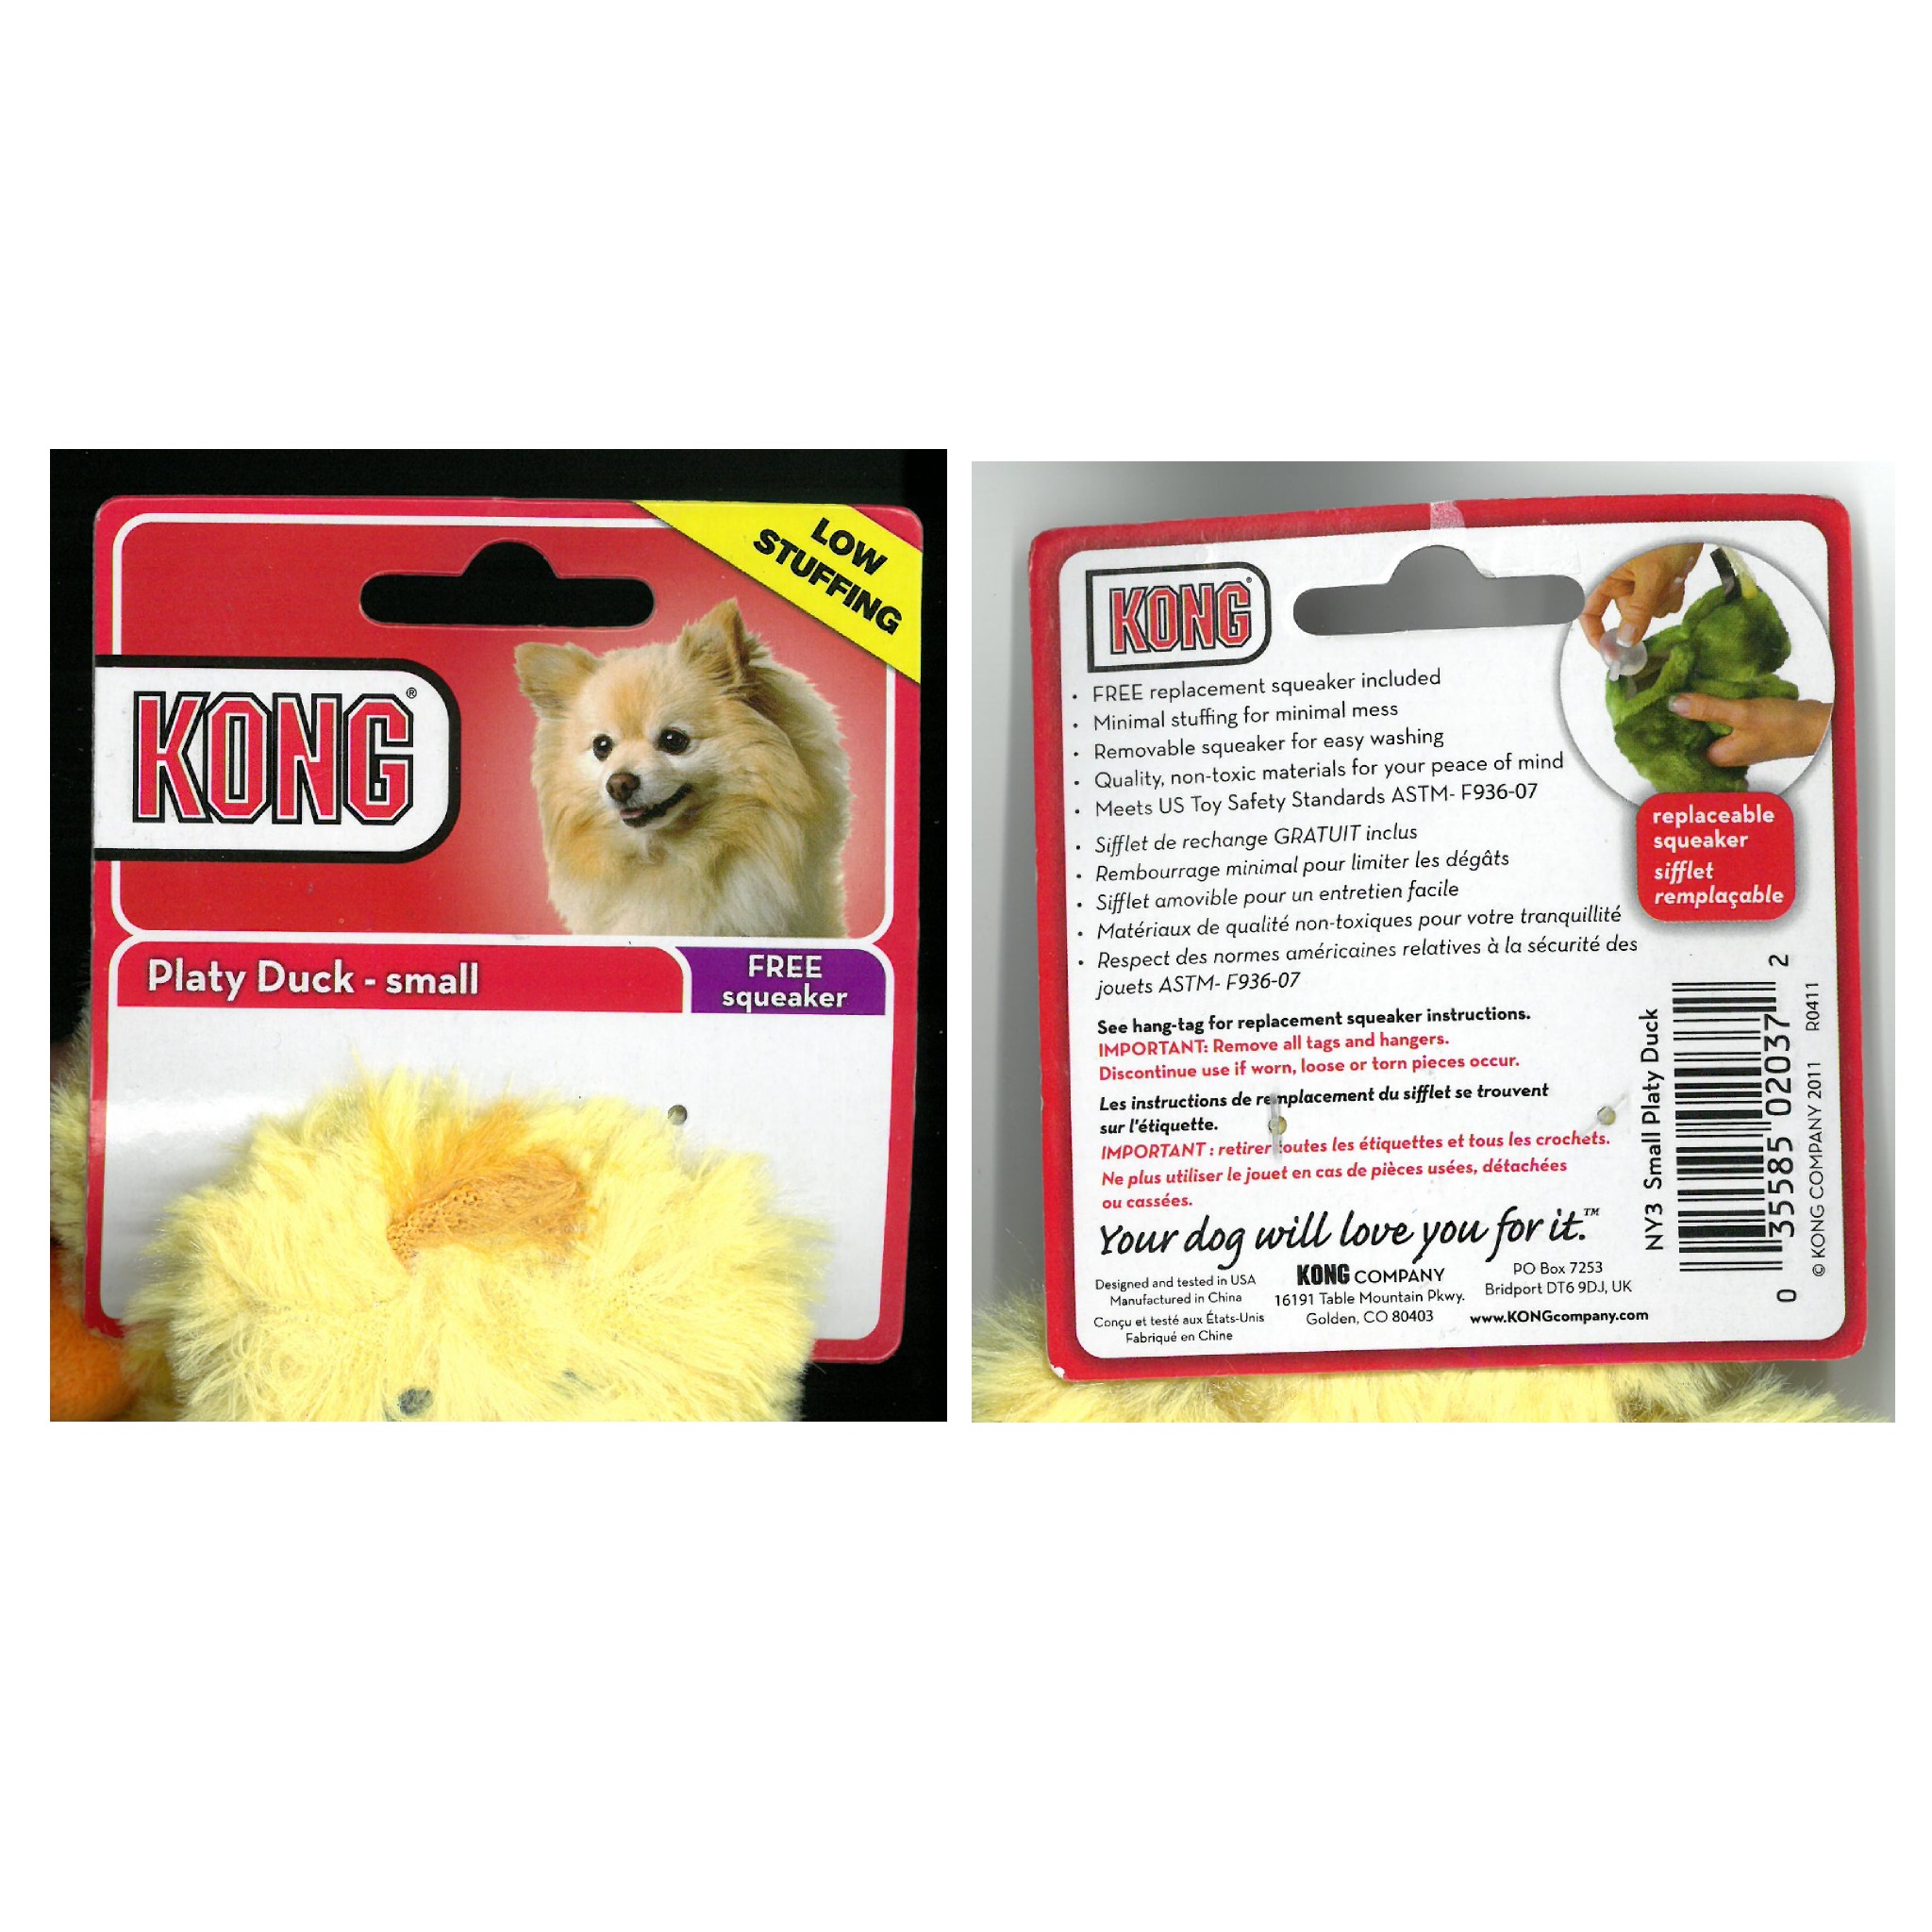 LOW
STUFFING
KONG®
Platy Duck - small
FREE
squeaker
KONG®
• FREE replacement squeaker included
• Minimal stuffing for minimal mess
• Removable squeaker for easy washing
• Quality, non-toxic materials for your peace of mind
• Meets US Toy Safety Standards ASTM- F936-07
• Sifflet de rechange GRATUIT inclus
• Rembourrage minimal pour limiter les dégâts
• Sifflet amovible pour un entretien facile
• Matériaux de qualité non-toxiques pour votre tranquillité
• Respect des normes américaines relatives à la sécurité des
jouets ASTM- F936-07
replaceable
squeaker
sifflet
remplaçable
See hang-tag for replacement squeaker instructions.
IMPORTANT: Remove all tags and hangers.
Discontinue use if worn, loose or torn pieces occur.
Les instructions de remplacement du sifflet se trouvent
sur l'étiquette.
IMPORTANT : retirer toutes les étiquettes et tous les crochets.
Ne plus utiliser le jouet en cas de pièces usées, détachées
ou cassées.
Your dog will love you for it.™
Designed and tested in USA
Manufactured in China
Conçu et testé aux États-Unis
Fabriqué en Chine
KONG COMPANY
16191 Table Mountain Pkwy.
Golden, CO 80403
PO Box 7253
Bridport DT6 9DJ, UK
www.KONGcompany.com
NY3 Small Platy Duck
0 35585 02037 2
© KONG COMPANY 2011 R0411